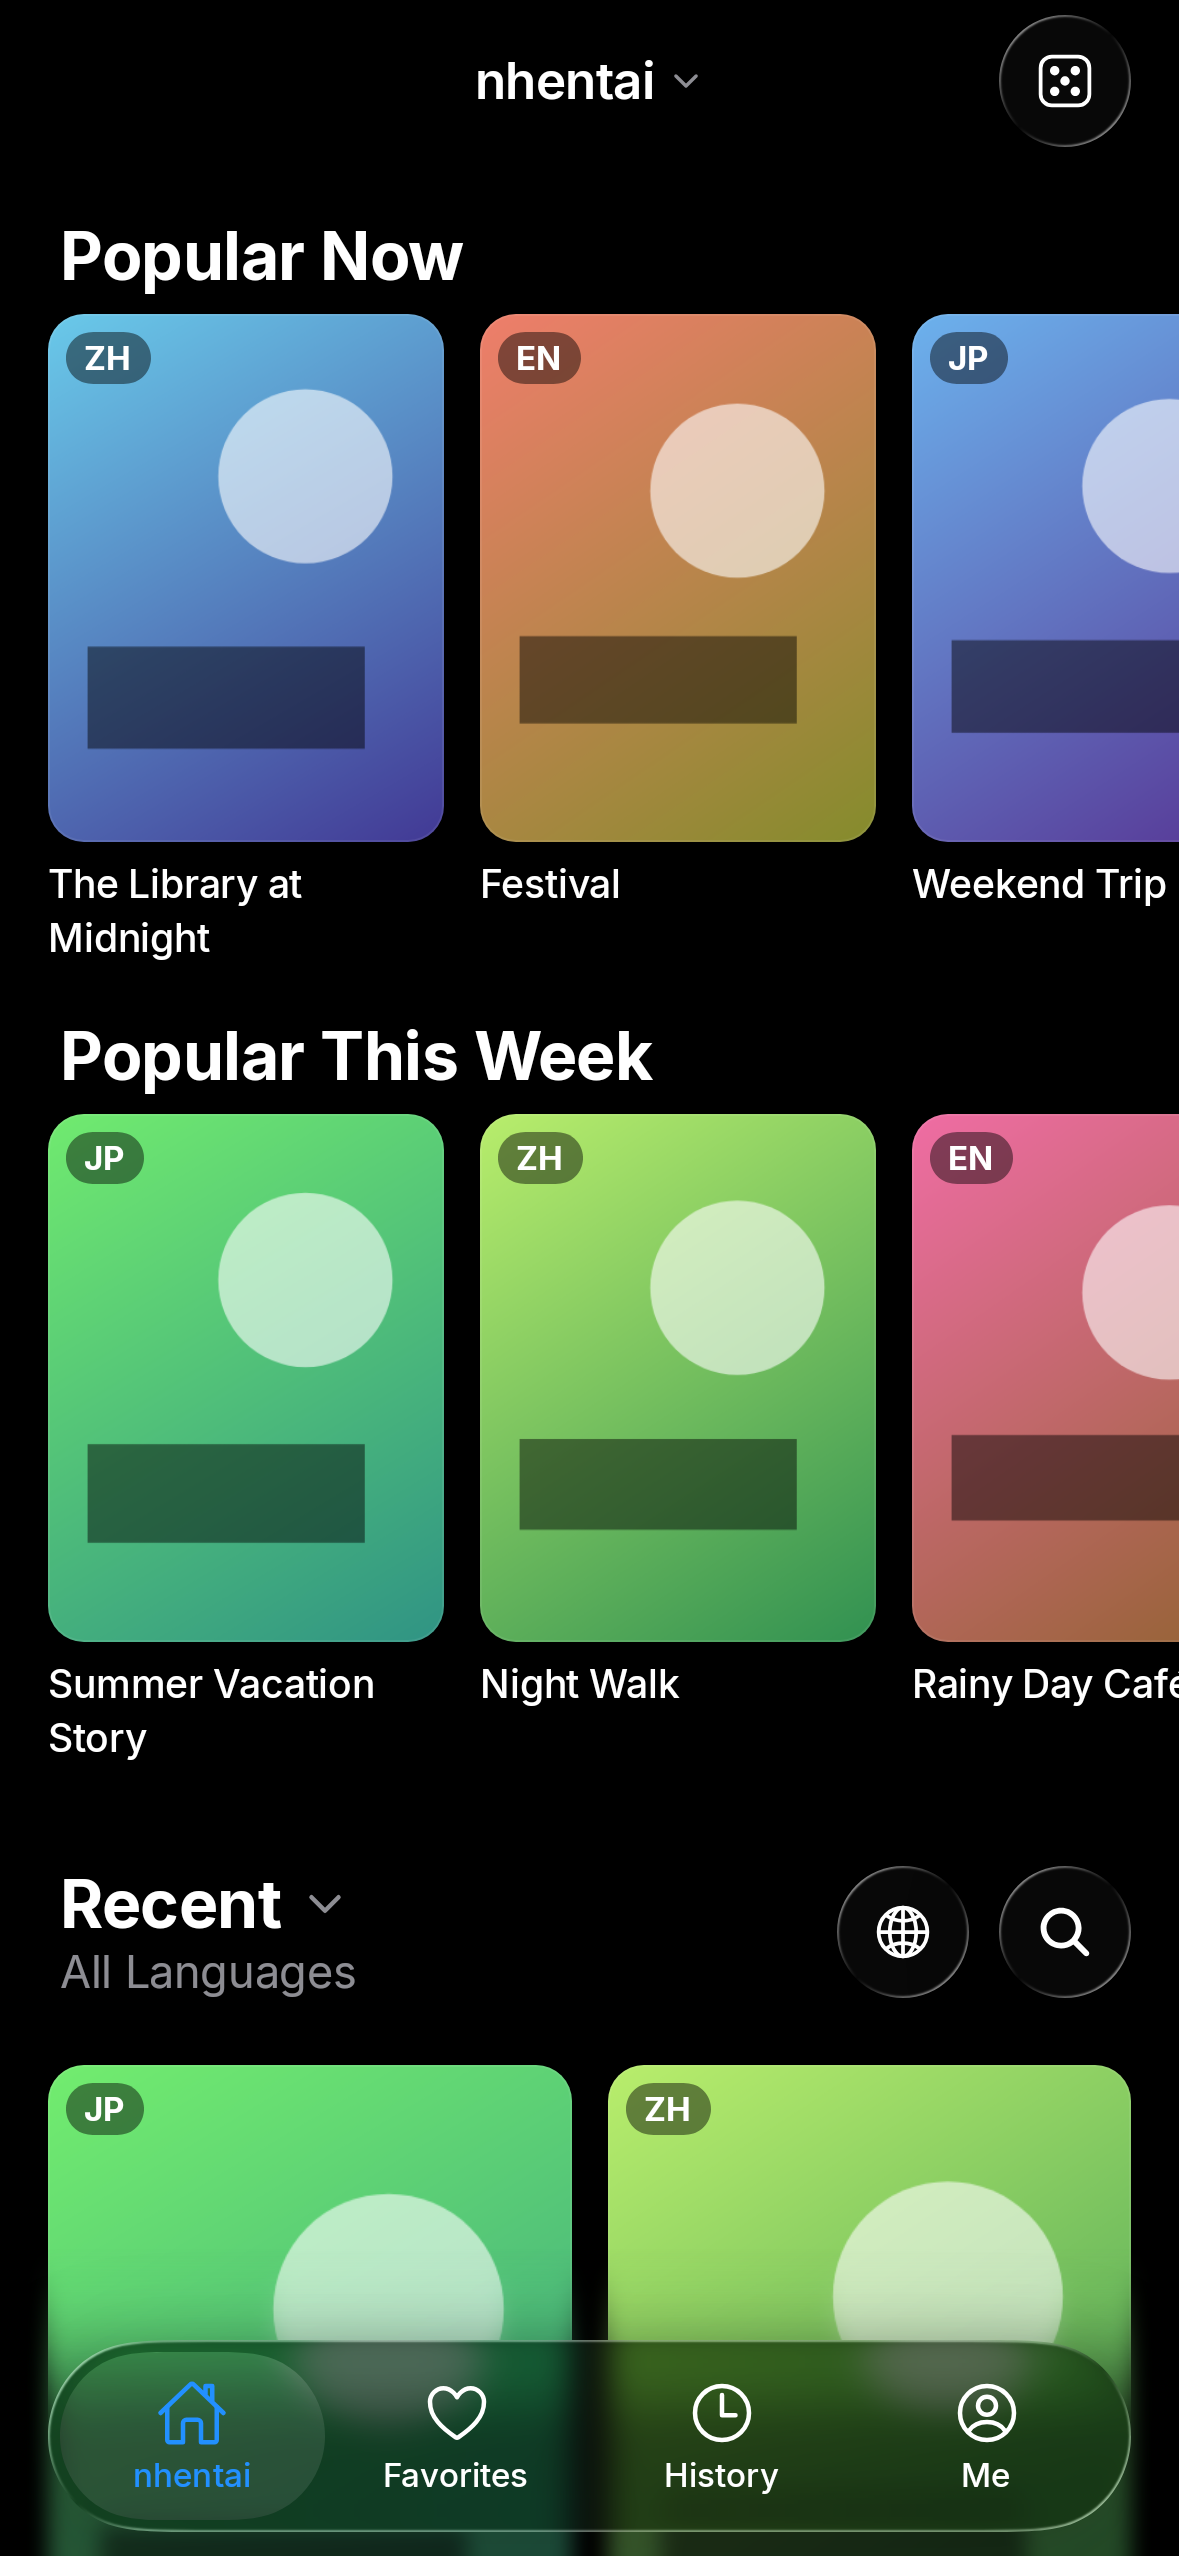 nhentai
Popular Now
ZH
EN
JP
The Library at
Midnight
Festival
Weekend Trip
Popular This Week
JP
ZH
EN
Summer Vacation
Story
Night Walk
Rainy Day Café
Recent
All Languages
JP
ZH
nhentai
Favorites
History
Me